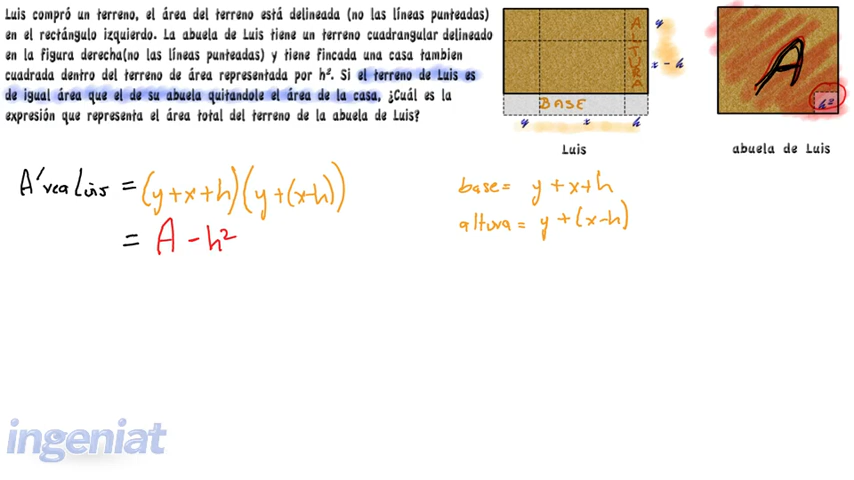 Luis compró un terreno, el área del terreno está delineada (no las líneas punteadas)
en el rectángulo izquierdo. La abuela de Luis tiene un terreno cuadrangular delineado
en la figura derecha(no las líneas punteadas) y tiene fincada una casa tambien
cuadrada dentro del terreno de área representada por h². Si el terreno de Luis es
de igual área que el de su abuela quitandole el área de la casa, ¿Cuál es la
expresión que representa el área total del terreno de la abuela de Luis?
ALTURA
y
x - h
BASE
y x h
Luis
A
h²
abuela de Luis
Área Luis = (y+x+h)(y+(x-h))
= A - h²
base= y+x+h
altura= y+(x-h)
ingeniat